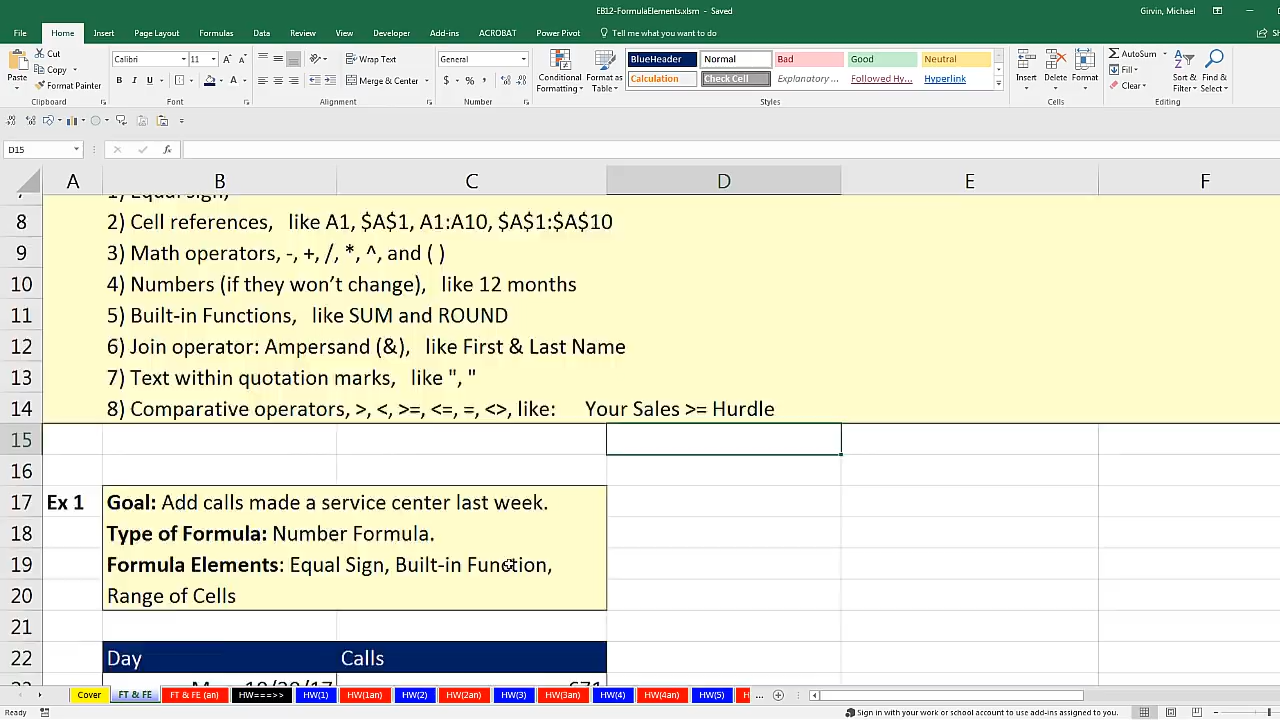 EB12-FormulaElements.xlsm - Saved
Girvin, Michael
File Home Insert Page Layout Formulas Data Review View Developer Add-ins ACROBAT Power Pivot Tell me what you want to do
Cut
Copy
Format Painter
Paste
Clipboard
Calibri 11
B I U
Font
Wrap Text
Merge & Center
Alignment
General
$ % ,
Number
Conditional Formatting
Format as Table
BlueHeader Normal Bad Good Neutral
Calculation Check Cell Explanatory ... Followed Hy... Hyperlink
Styles
Insert Delete Format
Cells
AutoSum
Fill
Clear
Sort & Filter
Find & Select
Editing
D15
fx
A B C D E F
1) Equal sign,
8 2) Cell references, like A1, $A$1, A1:A10, $A$1:$A$10
9 3) Math operators, -, +, /, *, ^, and ( )
10 4) Numbers (if they won’t change), like 12 months
11 5) Built-in Functions, like SUM and ROUND
12 6) Join operator: Ampersand (&), like First & Last Name
13 7) Text within quotation marks, like ", "
14 8) Comparative operators, >, <, >=, <=, =, <>, like: Your Sales >= Hurdle
15
16
17 Ex 1 Goal: Add calls made a service center last week.
18 Type of Formula: Number Formula.
19 Formula Elements: Equal Sign, Built-in Function,
20 Range of Cells
21
22 Day Calls
Cover FT & FE FT & FE (an) HW====>> HW(1) HW(1an) HW(2) HW(2an) HW(3) HW(3an) HW(4) HW(4an) HW(5) H ...
Ready
Sign in with your work or school account to use add-ins assigned to you.